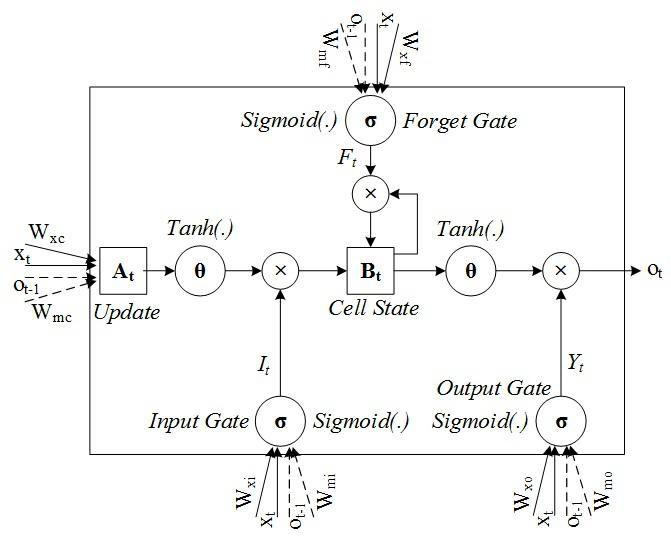 W_mf
o_t-1
x_t
W_xf
Sigmoid(.)
σ
Forget Gate
F_t
×
W_xc
x_t
o_t-1
W_mc
A_t
Update
Tanh(.)
θ
×
B_t
Cell State
Tanh(.)
θ
×
o_t
I_t
Y_t
Output Gate
Input Gate
σ
Sigmoid(.)
Sigmoid(.)
σ
W_xi
x_t
o_t-1
W_mi
W_xo
x_t
o_t-1
W_mo